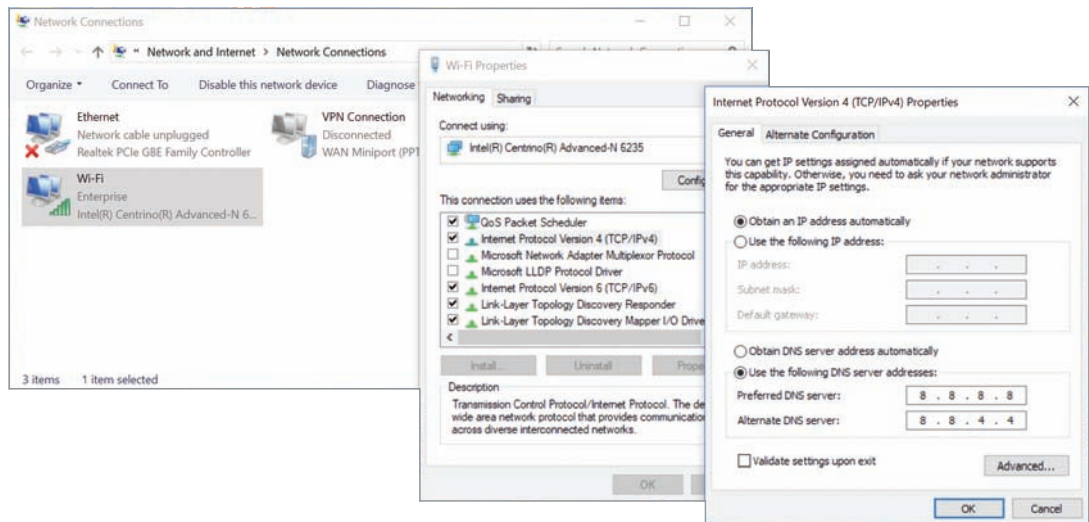 Network Connections
Network and Internet > Network Connections
Organize
Connect To
Disable this network device
Diagnose
Ethernet
Network cable unplugged
Realtek PCIe GBE Family Controller
VPN Connection
Disconnected
WAN Miniport (PPT
Wi-Fi
Enterprise
Intel(R) Centrino(R) Advanced-N 6...
3 items 1 item selected
Wi-Fi Properties
Networking Sharing
Connect using:
Intel(R) Centrino(R) Advanced-N 6235
Config
This connection uses the following items:
QoS Packet Scheduler
Internet Protocol Version 4 (TCP/IPv4)
Microsoft Network Adapter Multiplexor Protocol
Microsoft LLDP Protocol Driver
Internet Protocol Version 6 (TCP/IPv6)
Link-Layer Topology Discovery Responder
Link-Layer Topology Discovery Mapper I/O Drive
Install... Uninstall Prope
Description
Transmission Control Protocol/Internet Protocol. The de
wide area network protocol that provides communication
across diverse interconnected networks.
OK
Internet Protocol Version 4 (TCP/IPv4) Properties
General Alternate Configuration
You can get IP settings assigned automatically if your network supports
this capability. Otherwise, you need to ask your network administrator
for the appropriate IP settings.
Obtain an IP address automatically
Use the following IP address:
IP address:
Subnet mask:
Default gateway:
Obtain DNS server address automatically
Use the following DNS server addresses:
Preferred DNS server: 8 . 8 . 8 . 8
Alternate DNS server: 8 . 8 . 4 . 4
Validate settings upon exit
Advanced...
OK Cancel